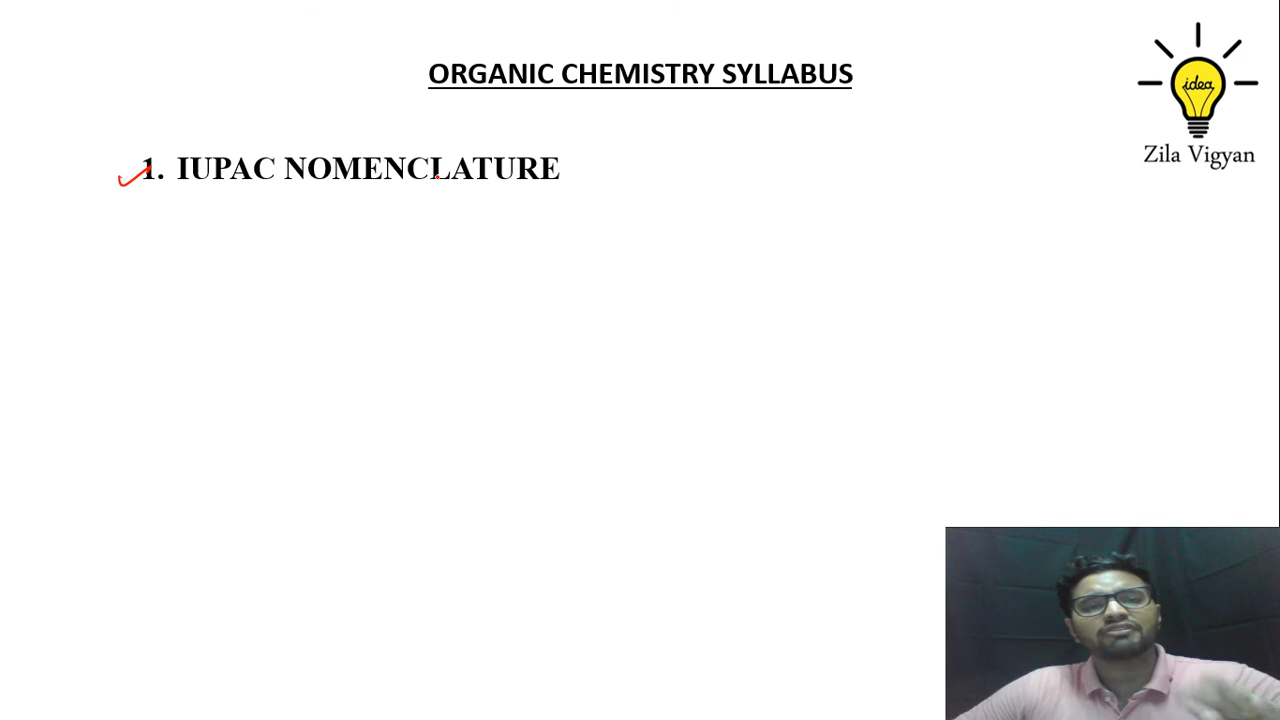 ORGANIC CHEMISTRY SYLLABUS
idea
Zila Vigyan
1. IUPAC NOMENCLATURE